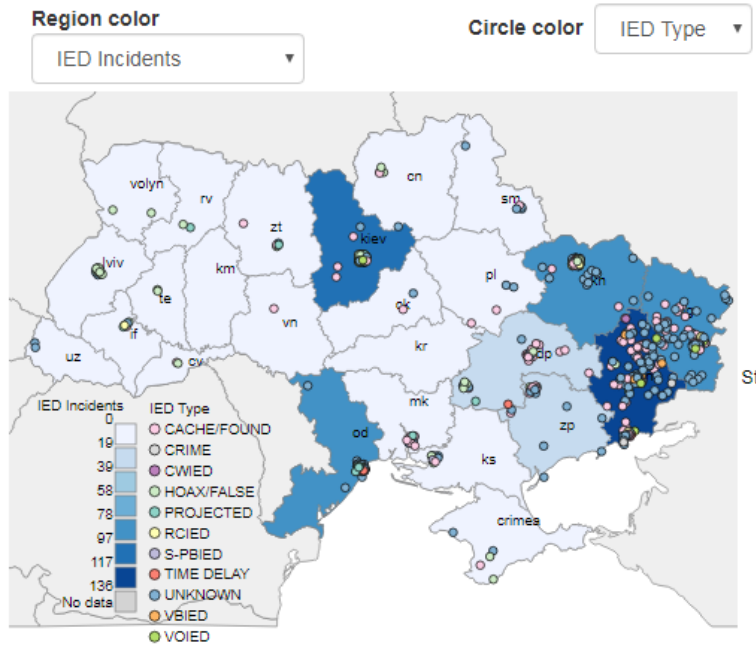 Region color
Circle color
IED Incidents
IED Type
cn
volyn
rv
sm
zt
kiev
lviv
km
pl
kh
te
ck
vn
if
kr
dp
uz
cv
St
mk
od
zp
ks
crimea
IED Incidents
0
19
39
58
78
97
117
136
No data
IED Type
CACHE/FOUND
CRIME
CWIED
HOAX/FALSE
PROJECTED
RCIED
S-PBIED
TIME DELAY
UNKNOWN
VBIED
VOIED